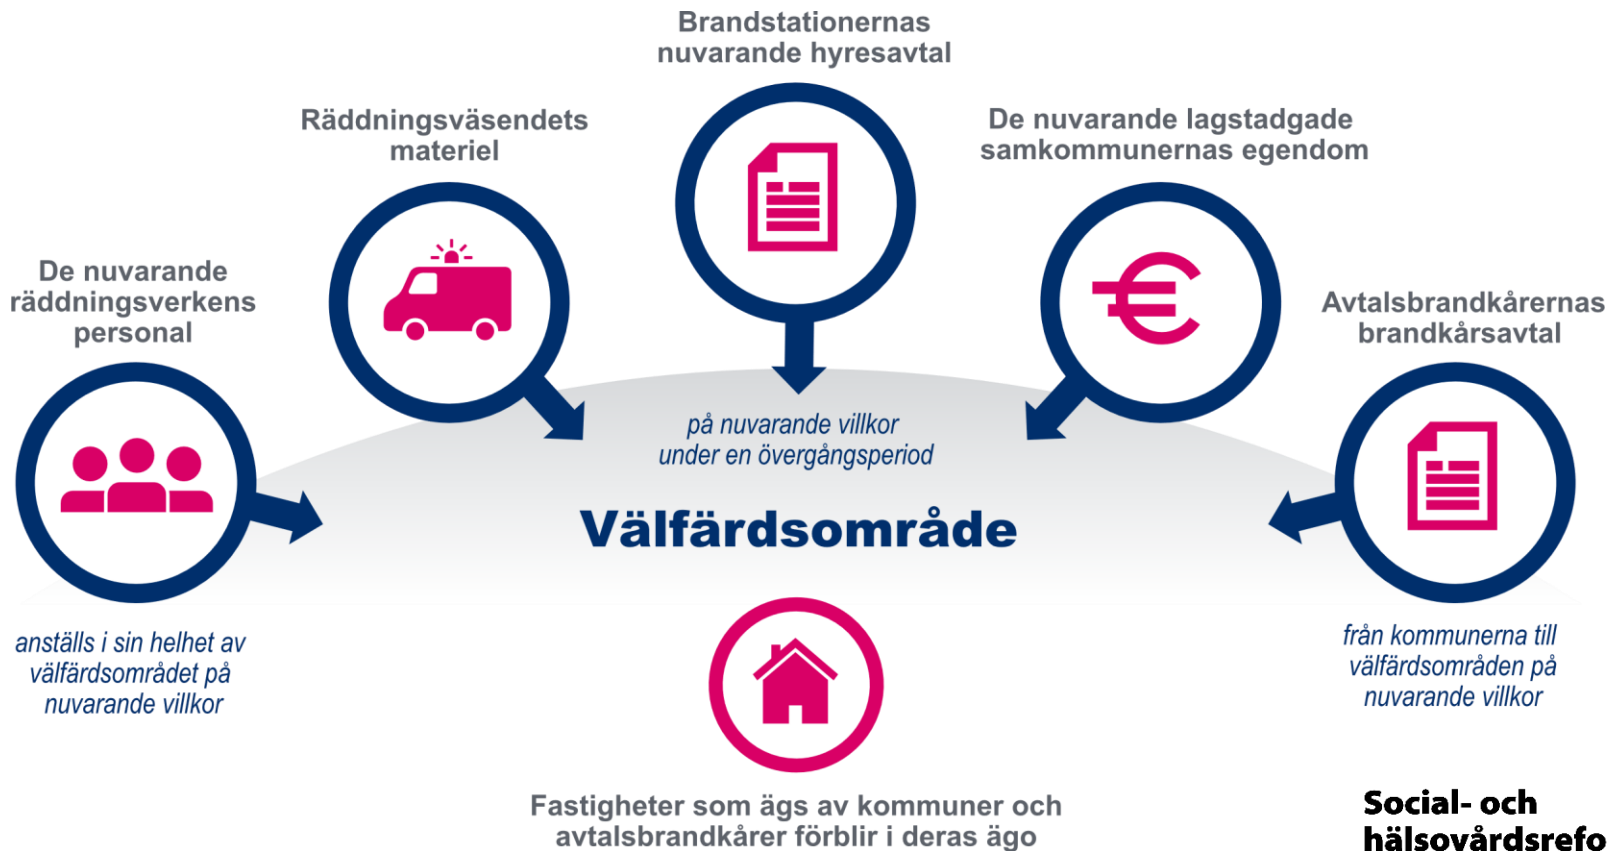 Brandstationernas
nuvarande hyresavtal
Räddningsväsendets
materiel
De nuvarande lagstadgade
samkommunernas egendom
De nuvarande
räddningsverkens
personal
Avtalsbrandkårernas
brandkårsavtal
på nuvarande villkor
under en övergångsperiod
Välfärdsområde
anställs i sin helhet av
välfärdsområdet på
nuvarande villkor
från kommunerna till
välfärdsområden på
nuvarande villkor
Fastigheter som ägs av kommuner och
avtalsbrandkårer förblir i deras ägo
Social- och
hälsovårdsrefo